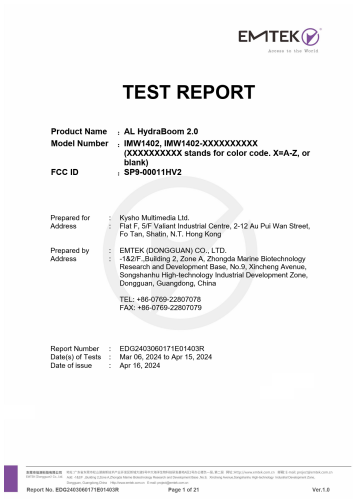 EMTEK
Access to the World
TEST REPORT
Product Name : AL HydraBoom 2.0
Model Number : IMW1402, IMW1402-XXXXXXXXXX
(XXXXXXXXXX stands for color code. X=A-Z, or
blank)
FCC ID : SP9-00011HV2
Prepared for : Kysho Multimedia Ltd.
Address : Flat F, 5/F Valiant Industrial Centre, 2-12 Au Pui Wan Street,
Fo Tan, Shatin, N.T. Hong Kong
Prepared by : EMTEK (DONGGUAN) CO., LTD.
Address : -1&2/F.,Building 2, Zone A, Zhongda Marine Biotechnology
Research and Development Base, No.9, Xincheng Avenue,
Songshanhu High-technology Industrial Development Zone,
Dongguan, Guangdong, China
TEL: +86-0769-22807078
FAX: +86-0769-22807079
Report Number : EDG2403060171E01403R
Date(s) of Tests : Mar 06, 2024 to Apr 15, 2024
Date of issue : Apr 16, 2024
Report No. EDG2403060171E01403R Page 1 of 21 Ver.1.0